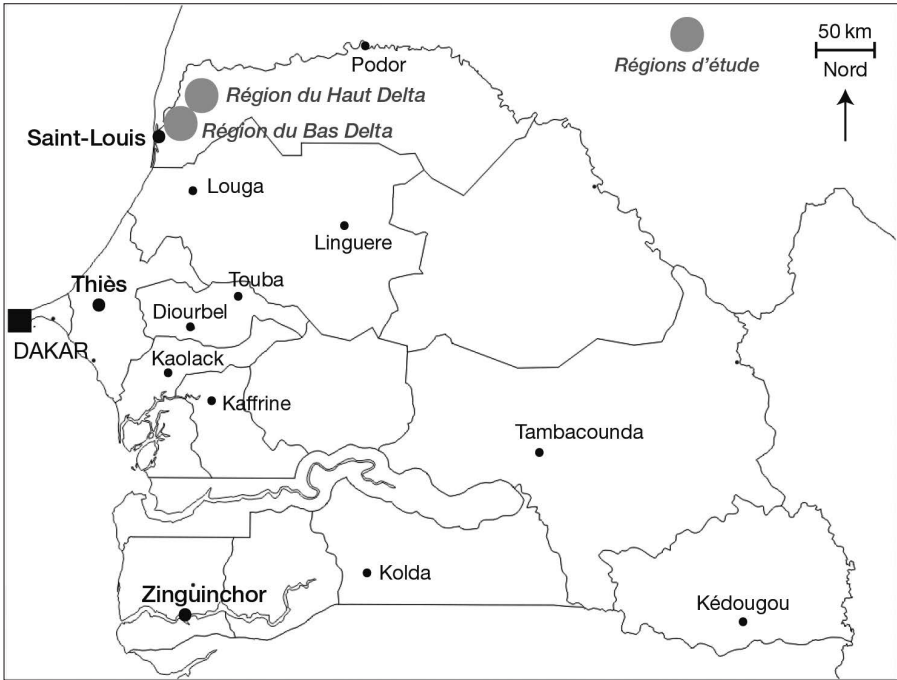 50 km
Nord
Podor
Régions d'étude
Région du Haut Delta
Région du Bas Delta
Saint-Louis
Louga
Linguere
Touba
Thiès
Diourbel
DAKAR
Kaolack
Kaffrine
Tambacounda
Kolda
Zinguinchor
Kédougou